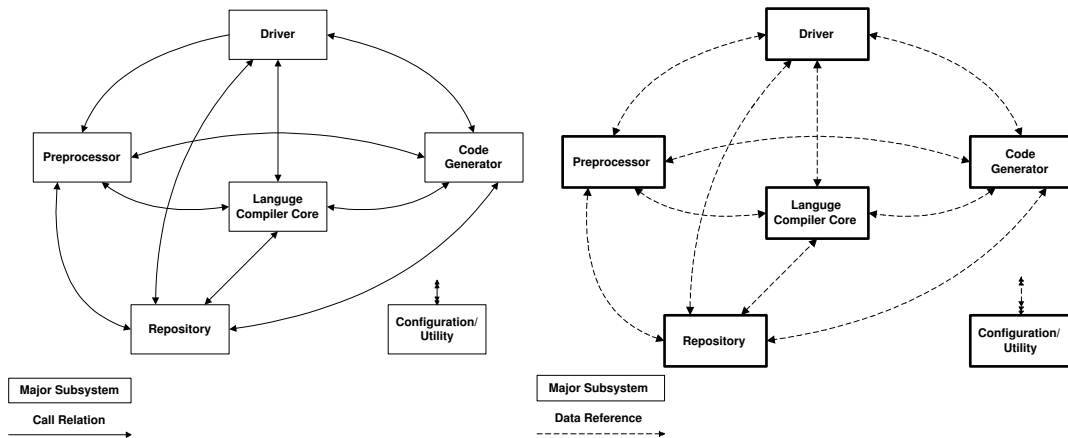 Driver
Preprocessor
Code
Generator
Languge
Compiler Core
Repository
Configuration/
Utility
Major Subsystem
Call Relation
Driver
Preprocessor
Code
Generator
Languge
Compiler Core
Repository
Configuration/
Utility
Major Subsystem
Data Reference